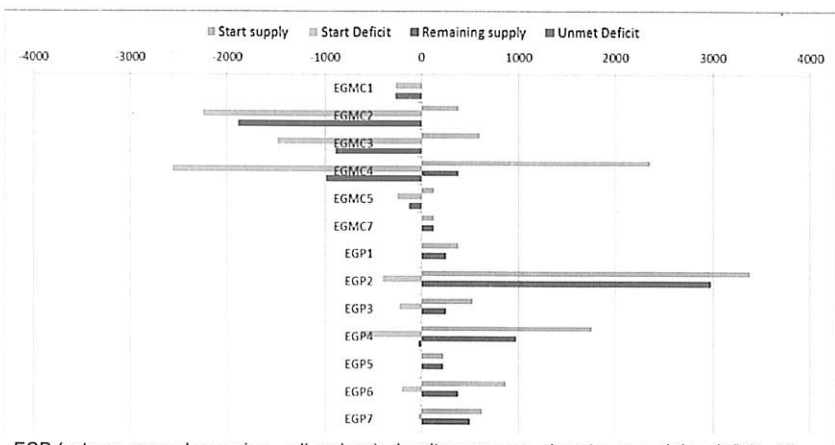 Start supply Start Deficit Remaining supply Unmet Deficit
-4000 -3000 -2000 -1000 0 1000 2000 3000 4000
EGMC1
EGMC2
EGMC3
EGMC4
EGMC5
EGMC7
EGP1
EGP2
EGP3
EGP4
EGP5
EGP6
EGP7